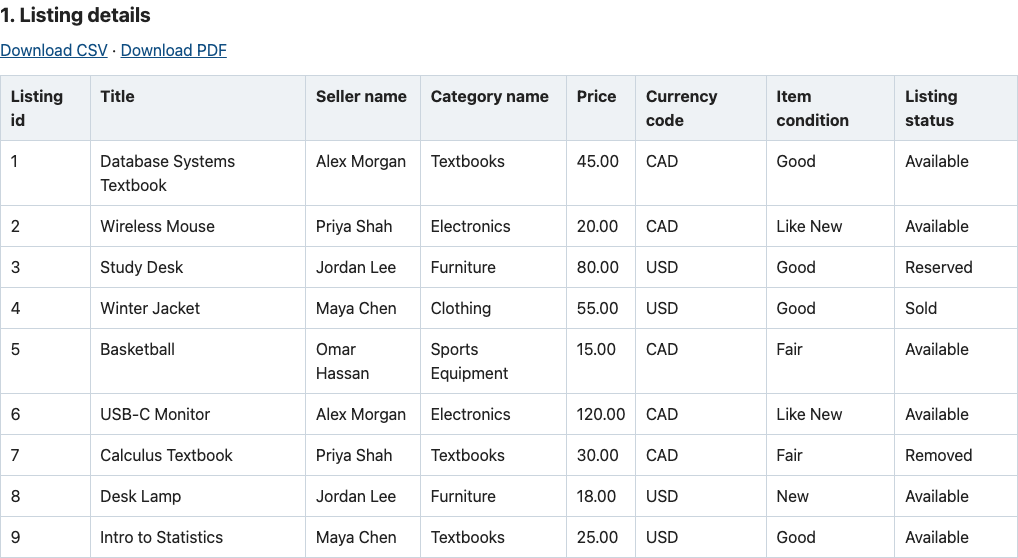 1. Listing details
Download CSV · Download PDF
Listing id Title Seller name Category name Price Currency code Item condition Listing status
1 Database Systems Textbook Alex Morgan Textbooks 45.00 CAD Good Available
2 Wireless Mouse Priya Shah Electronics 20.00 CAD Like New Available
3 Study Desk Jordan Lee Furniture 80.00 USD Good Reserved
4 Winter Jacket Maya Chen Clothing 55.00 USD Good Sold
5 Basketball Omar Hassan Sports Equipment 15.00 CAD Fair Available
6 USB-C Monitor Alex Morgan Electronics 120.00 CAD Like New Available
7 Calculus Textbook Priya Shah Textbooks 30.00 CAD Fair Removed
8 Desk Lamp Jordan Lee Furniture 18.00 USD New Available
9 Intro to Statistics Maya Chen Textbooks 25.00 USD Good Available